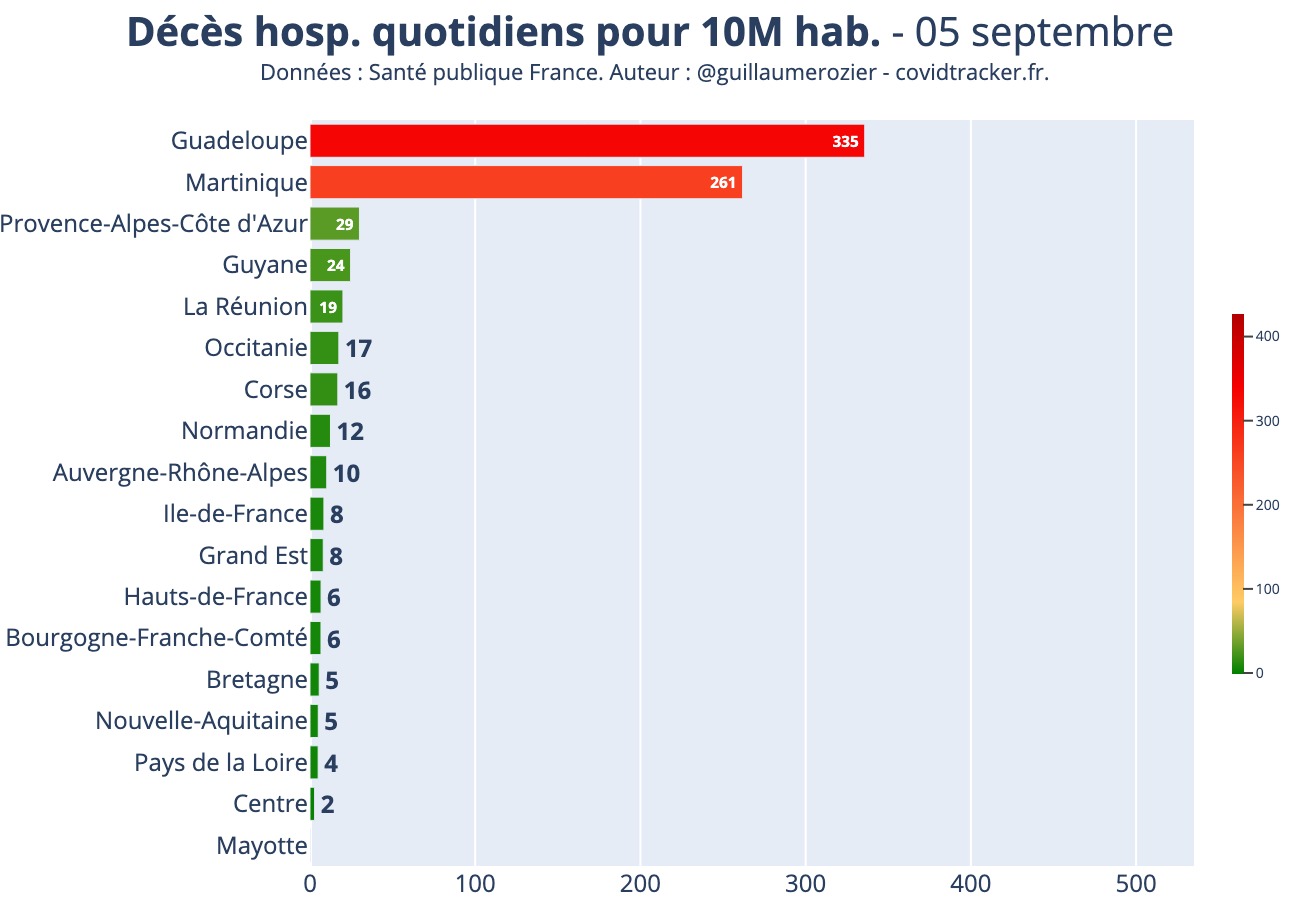 Décès hosp. quotidiens pour 10M hab. - 05 septembre
Données : Santé publique France. Auteur : @guillaumerozier - covidtracker.fr.
Guadeloupe 335
Martinique 261
Provence-Alpes-Côte d'Azur 29
Guyane 24
La Réunion 19
Occitanie 17
Corse 16
Normandie 12
Auvergne-Rhône-Alpes 10
Ile-de-France 8
Grand Est 8
Hauts-de-France 6
Bourgogne-Franche-Comté 6
Bretagne 5
Nouvelle-Aquitaine 5
Pays de la Loire 4
Centre 2
Mayotte
0 100 200 300 400 500
400
300
200
100
0